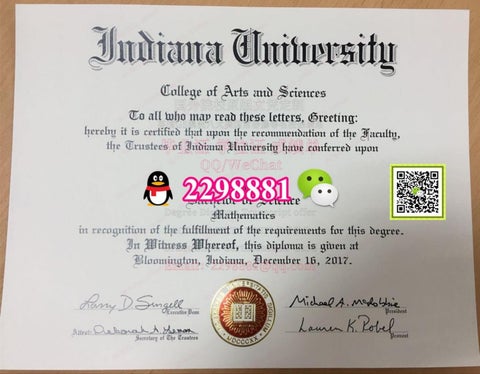 Indiana University
College of Arts and Sciences
To all who may read these letters, Greeting:
hereby it is certified that upon the recommendation of the Faculty,
the Trustees of Indiana University have conferred upon
QQ/WeChat
2298881
Bachelor of Science
Mathematics
in recognition of the fulfillment of the requirements for this degree.
In Witness Whereof, this diploma is given at
Bloomington, Indiana, December 16, 2017.
Executive Dean
President
Secretary of The Trustees
Provost